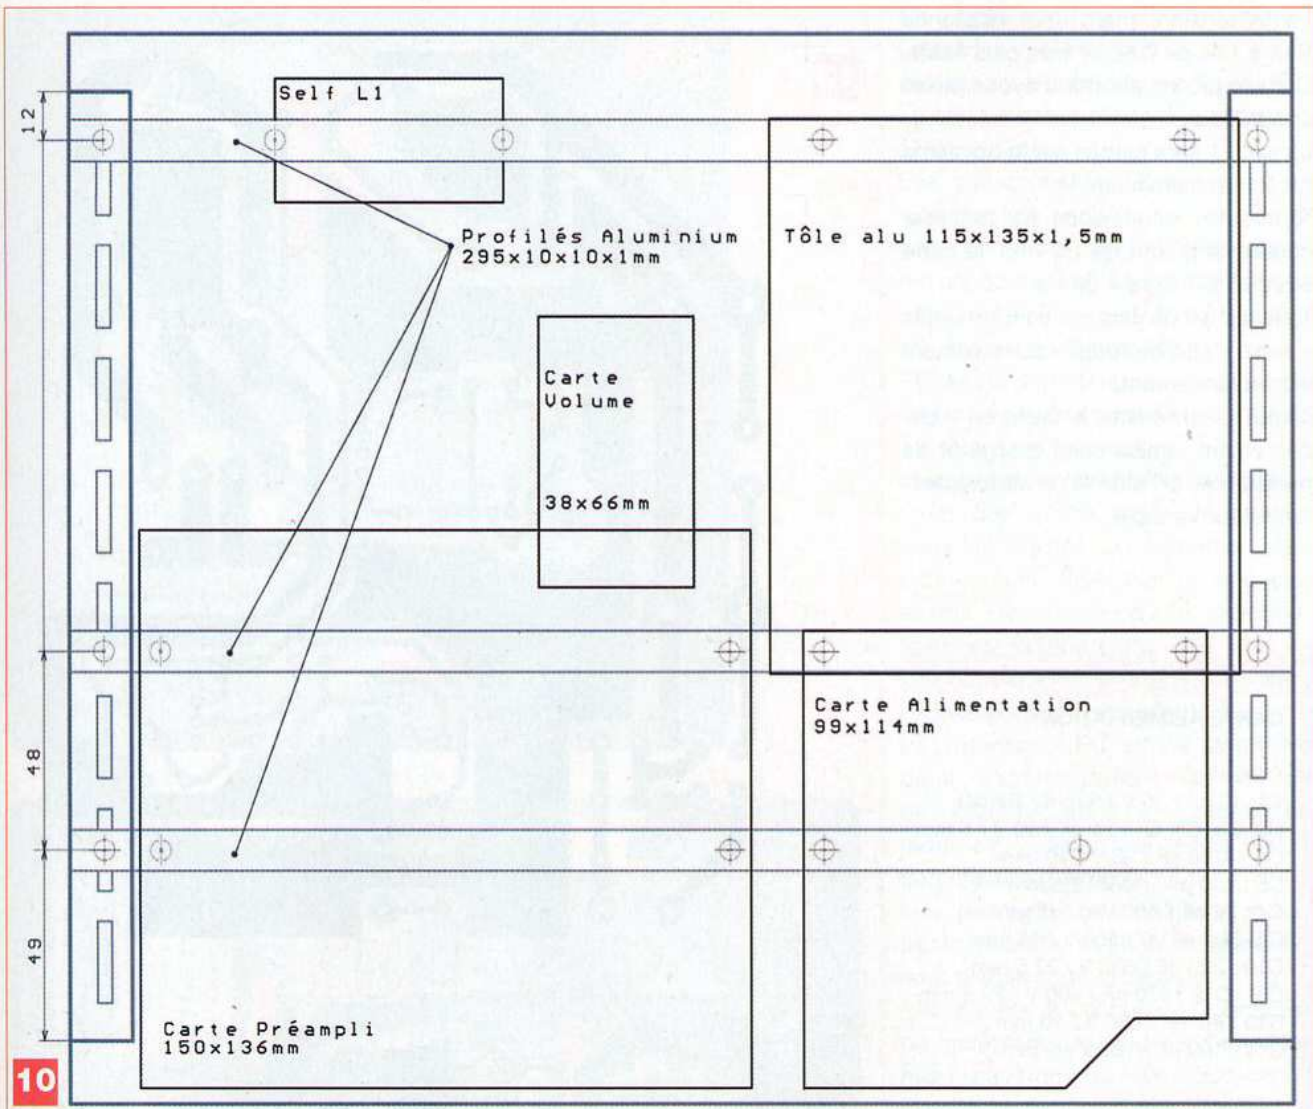 12
Self L1
Profilés Aluminium
295x10x10x1mm
Tôle alu 115x135x1,5mm
Carte
Volume
38x66mm
Carte Alimentation
99x114mm
48
49
Carte Préampli
150x136mm
10